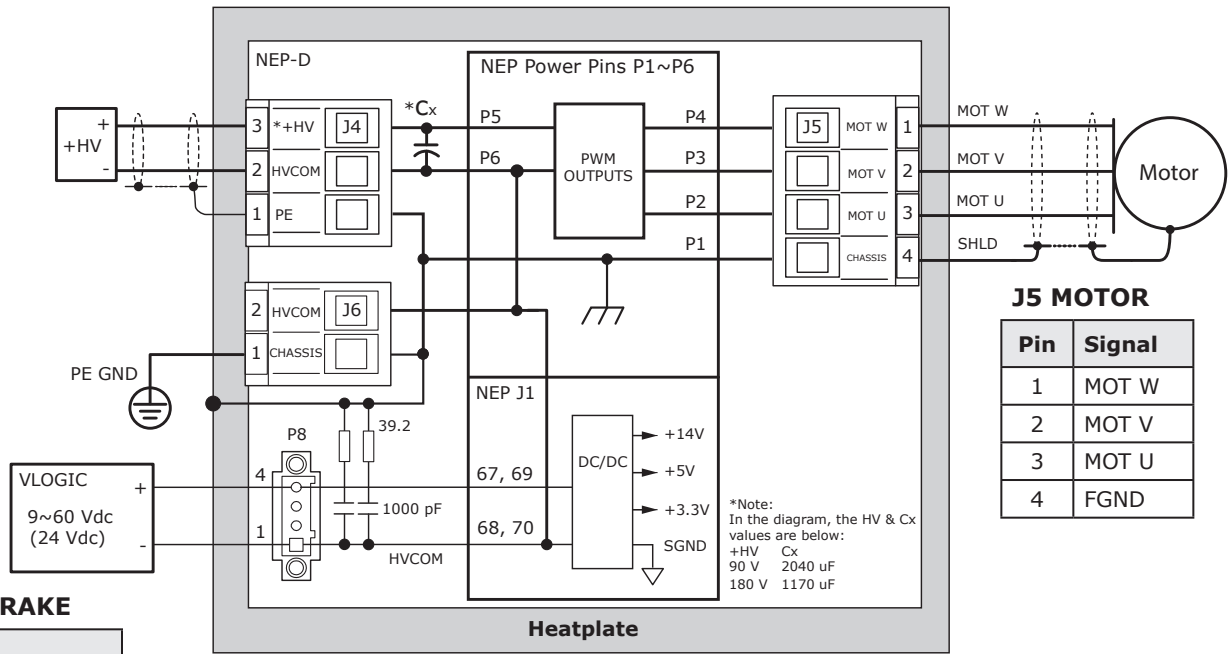 NEP-D
NEP Power Pins P1~P6
+
+HV
-
3 *+HV J4
2 HVCOM
1 PE
*Cx
P5
P6
PWM
OUTPUTS
P4
P3
P2
P1
J5 MOT W 1
MOT V 2
MOT U 3
CHASSIS 4
MOT W
MOT V
MOT U
SHLD
Motor
2 HVCOM J6
1 CHASSIS
PE GND
J5 MOTOR
Pin Signal
1 MOT W
2 MOT V
3 MOT U
4 FGND
NEP J1
39.2
1000 pF
P8
4
1
VLOGIC
+
9~60 Vdc
(24 Vdc)
-
67, 69
68, 70
HVCOM
DC/DC
+14V
+5V
+3.3V
SGND
*Note:
In the diagram, the HV & Cx
values are below:
+HV Cx
90 V 2040 uF
180 V 1170 uF
RAKE
Heatplate